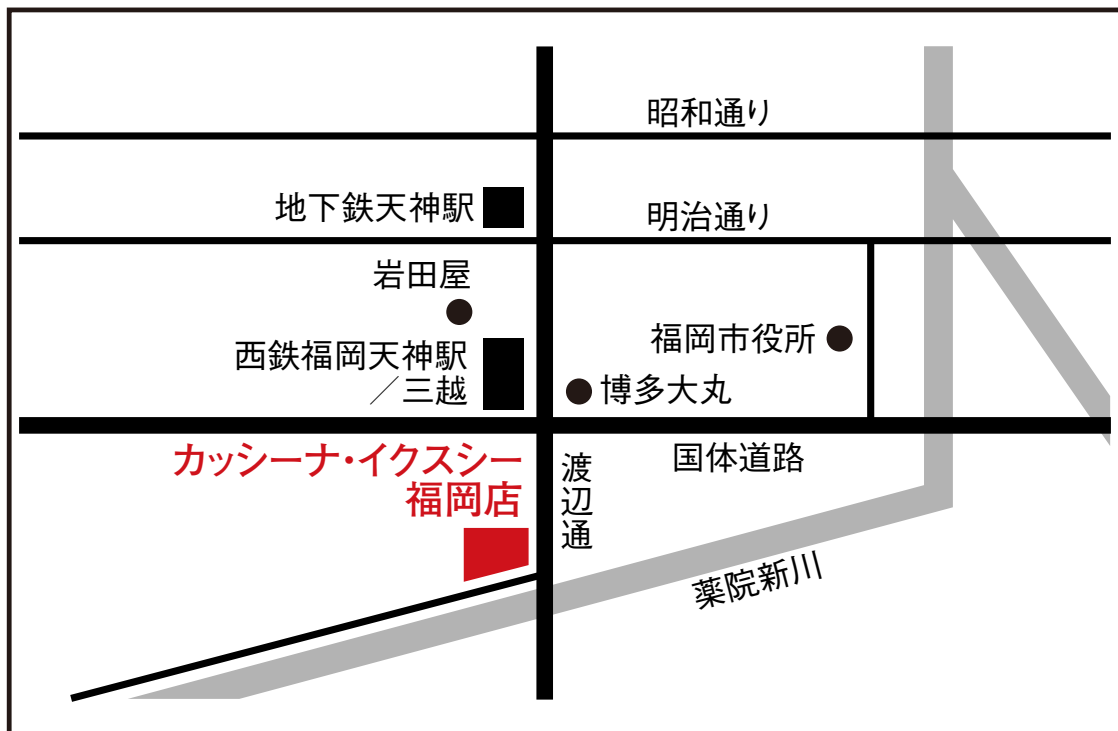 昭和通り
地下鉄天神駅
明治通り
岩田屋
福岡市役所
西鉄福岡天神駅
／三越
博多大丸
カッシーナ・イクスシー
福岡店
国体道路
渡辺通
薬院新川